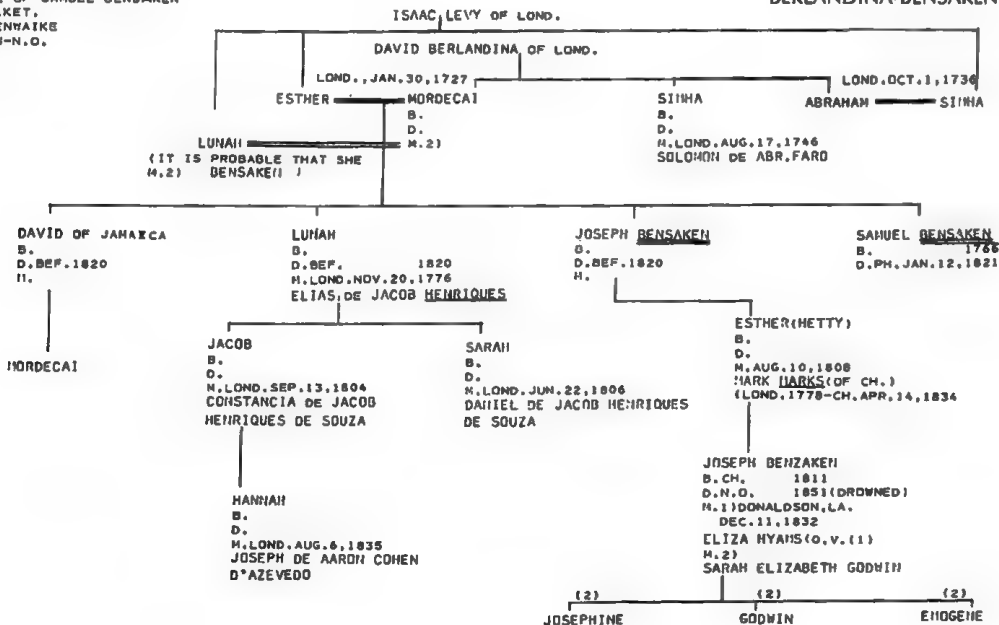 OF SAMUEL BENSAKEN
BERLANDINA-BENSAKEN
ISAAC LEVY OF LOND.
DAVID BERLANDINA OF LOND.
LOND.,JAN.30,1727
LOND.OCT.1,1736
ESTHER
MORDECAI
SIMHA
ABRAHAM
SIMHA
B.
D.
M.2)
B.
D.
M.LOND.AUG.17,1746
SOLOMON DE ABR.FARO
LUNAH
(IT IS PROBABLE THAT SHE
M.2) BENSAKEN )
DAVID OF JAMAICA
B.
D.BEF.1820
M.
LUNAH
B.
D.BEF. 1820
M.LOND.NOV.20,1776
ELIAS,DE JACOB HENRIQUES
JOSEPH BENSAKEN
B.
D.BEF.1820
M.
SAMUEL BENSAKEN
B. 1766
D.PH.JAN.12,1821
MORDECAI
JACOB
B.
D.
M.LOND.SEP.13,1804
CONSTANCIA DE JACOB
HENRIQUES DE SOUZA
SARAH
B.
D.
M.LOND.JUN.22,1806
DANIEL DE JACOB HENRIQUES
DE SOUZA
ESTHER(HETTY)
B.
D.
M.AUG.10,1808
MARK MARKS(OF CH.)
(LOND.1778-CH.APR.14,1834
HANNAH
B.
D.
M.LOND.AUG.6,1835
JOSEPH DE AARON COHEN
D'AZEVEDO
JOSEPH BENZAKEN
B.CH. 1811
D.N.O. 1851(DROWNED)
M.1)DONALDSON,LA.
DEC.11,1832
ELIZA HYAMS(Q.V.(1)
M.2)
SARAH ELIZABETH GODWIN
(2) (2) (2)
JOSEPHINE GODWIN EMOGENE